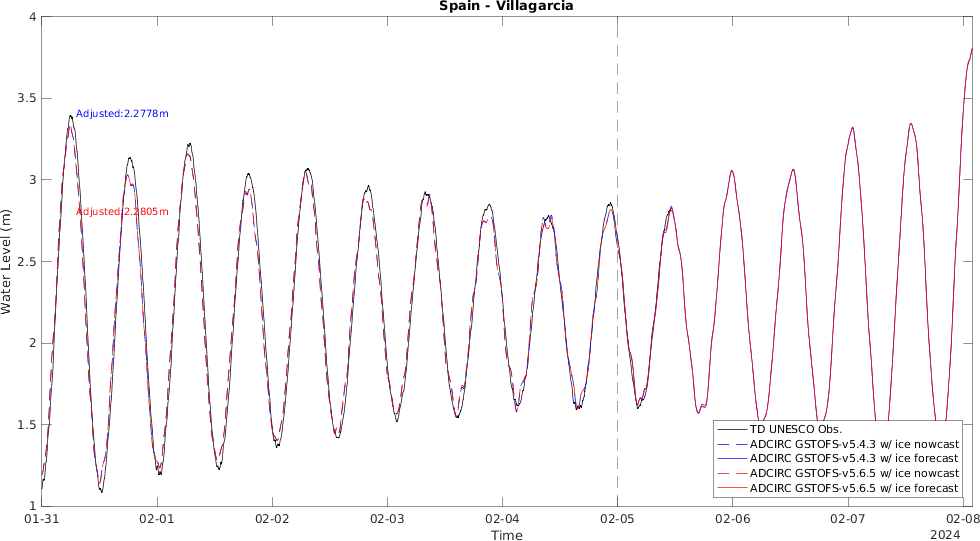 Spain - Villagarcia
4
3.5
3
2.5
2
1.5
1
Water Level (m)
Adjusted:2.2778m
Adjusted:2.2805m
TD UNESCO Obs.
ADCIRC GSTOFS-v5.4.3 w/ ice nowcast
ADCIRC GSTOFS-v5.4.3 w/ ice forecast
ADCIRC GSTOFS-v5.6.5 w/ ice nowcast
ADCIRC GSTOFS-v5.6.5 w/ ice forecast
01-31 02-01 02-02 02-03 02-04 02-05 02-06 02-07 02-08
Time 2024